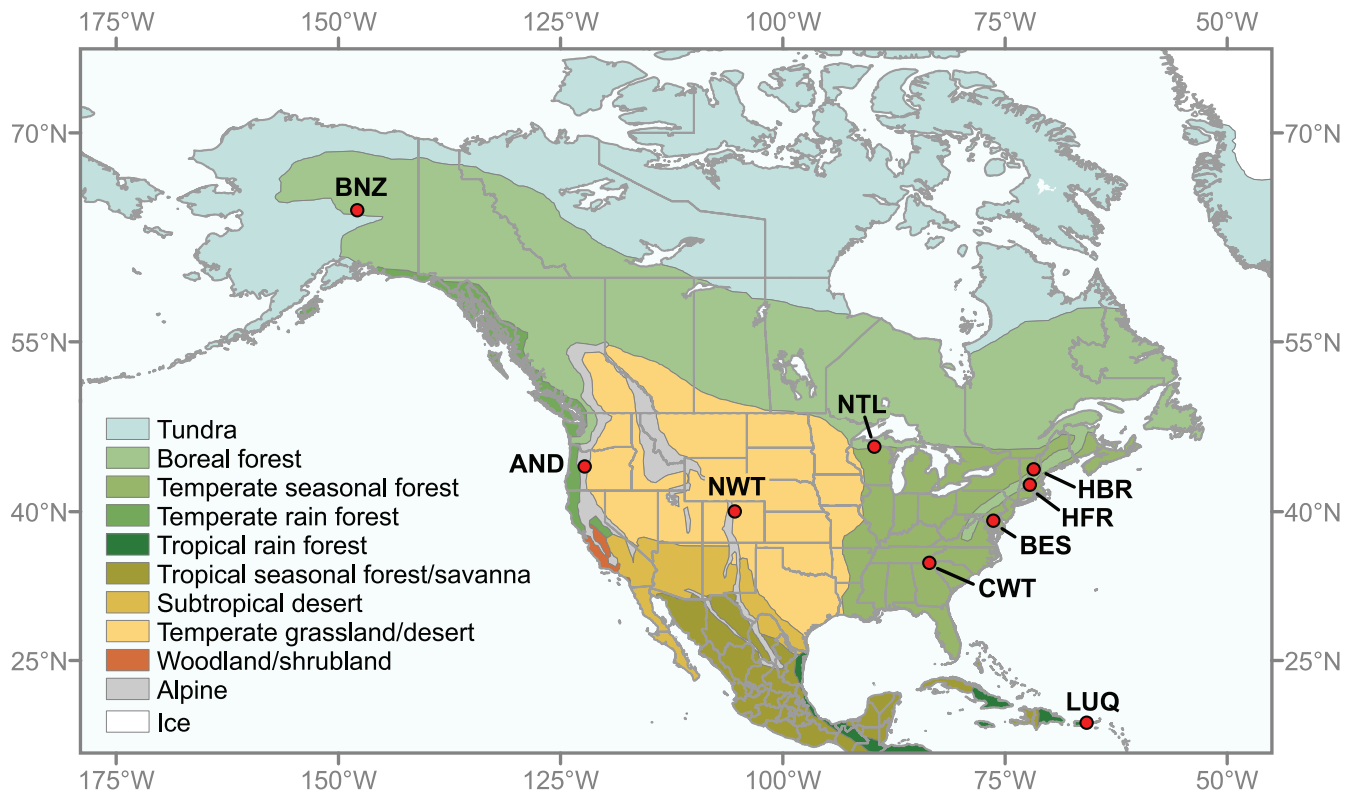 175°W 150°W 125°W 100°W 75°W 50°W
70°N 70°N
BNZ
55°N 55°N
NTL
Tundra
Boreal forest
AND
NWT
Temperate seasonal forest
HBR
Temperate rain forest
40°N 40°N
HFR
Tropical rain forest
BES
Tropical seasonal forest/savanna
CWT
Subtropical desert
Temperate grassland/desert
Woodland/shrubland
25°N 25°N
Alpine
LUQ
Ice
175°W 150°W 125°W 100°W 75°W 50°W